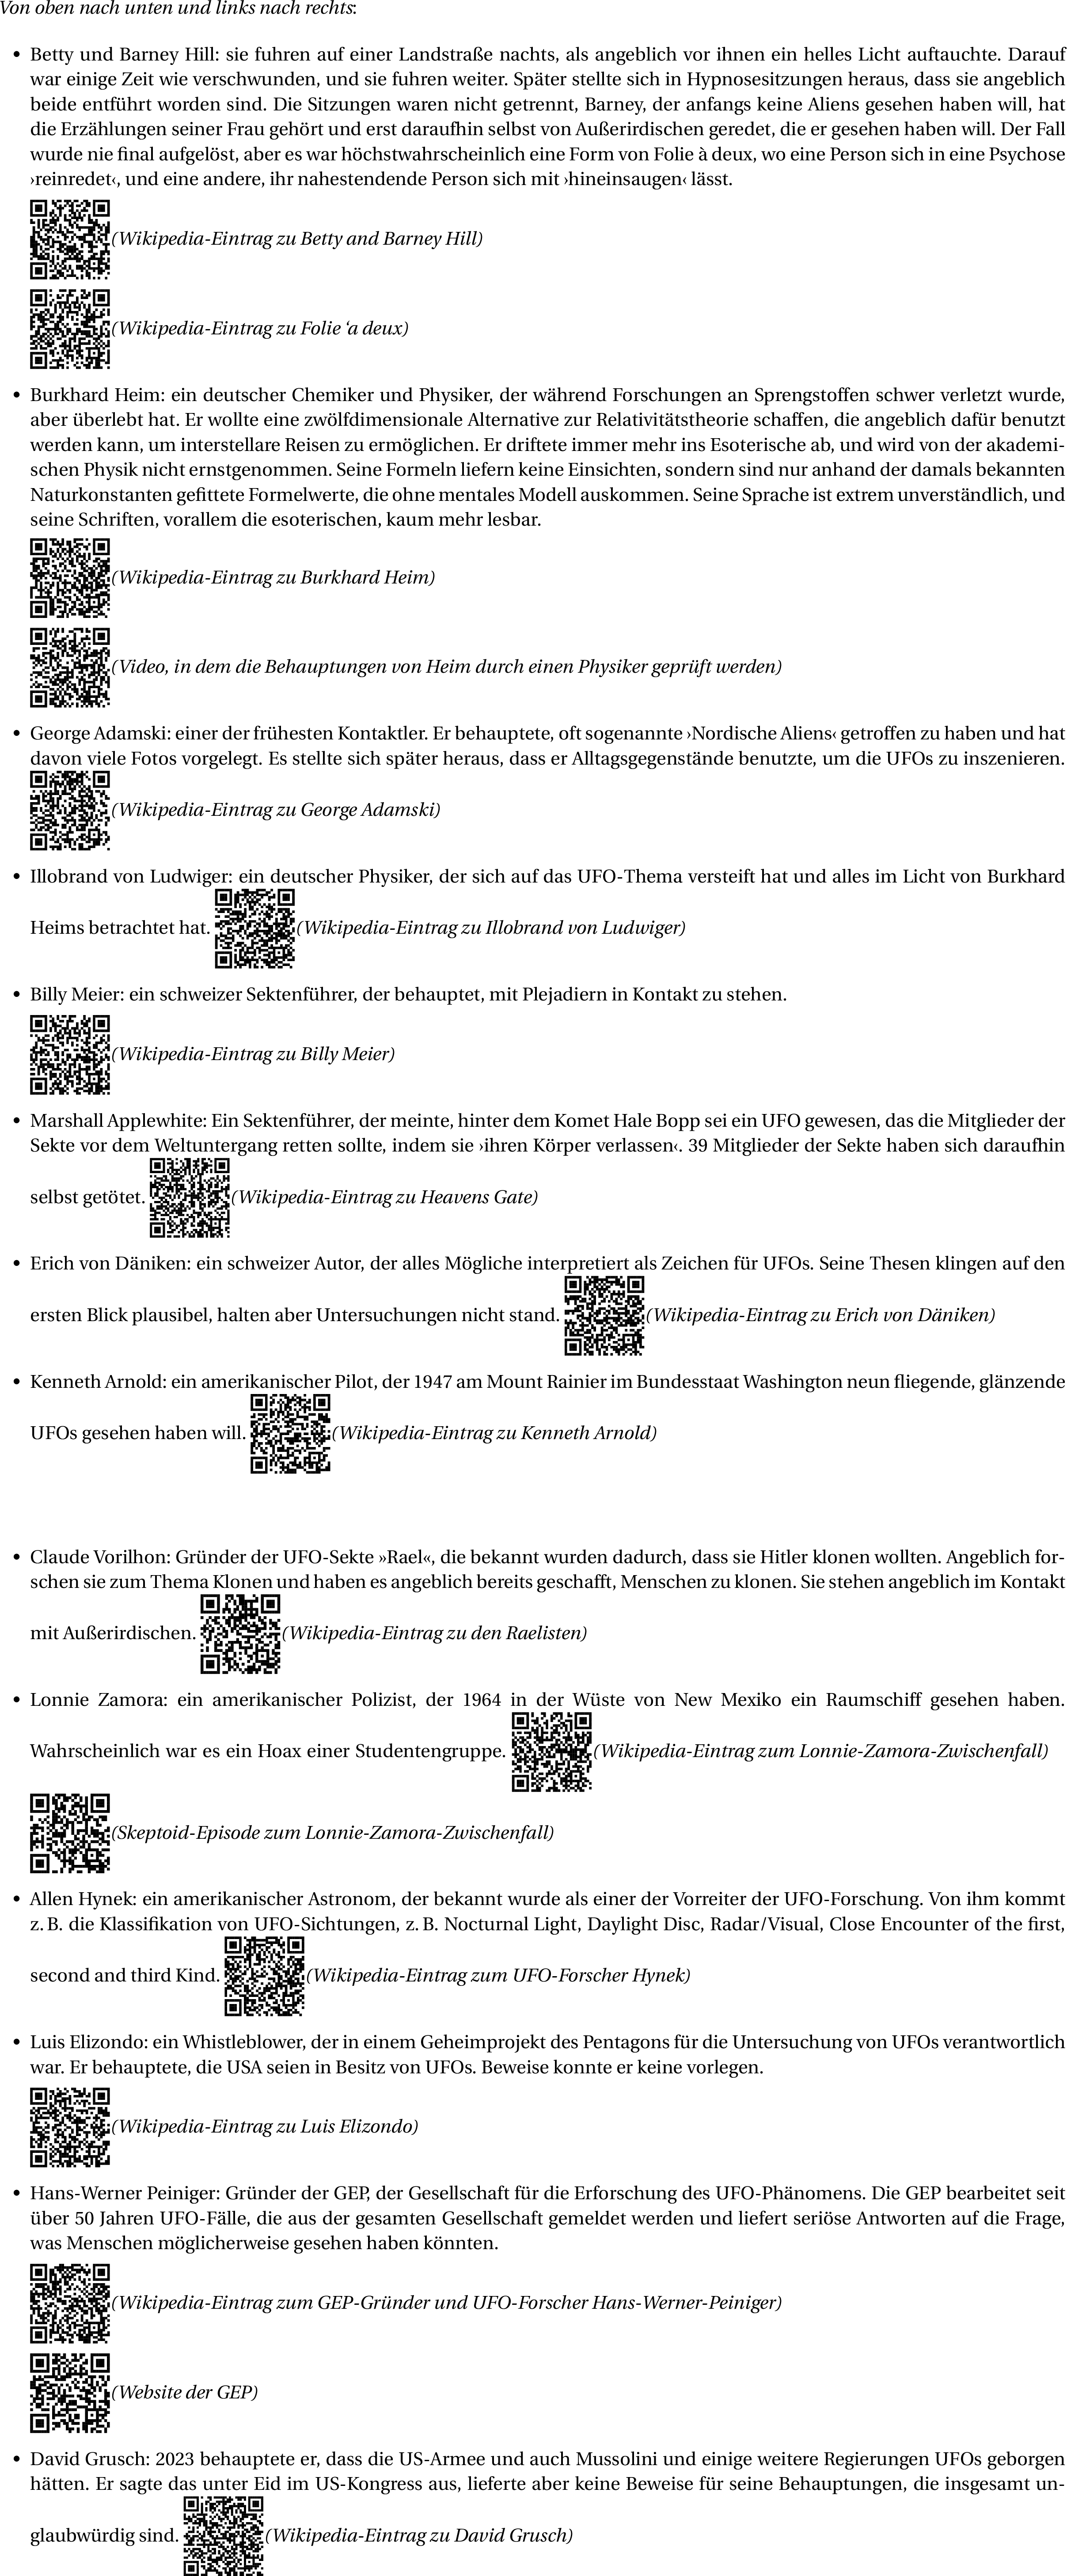 Von oben nach unten und links nach rechts:
• Betty und Barney Hill: sie fuhren auf einer Landstraße nachts, als angeblich vor ihnen ein helles Licht auftauchte. Darauf
war einige Zeit wie verschwunden, und sie fuhren weiter. Später stellte sich in Hypnosesitzungen heraus, dass sie angeblich
beide entführt worden sind. Die Sitzungen waren nicht getrennt, Barney, der anfangs keine Aliens gesehen haben will, hat
die Erzählungen seiner Frau gehört und erst daraufhin selbst von Außerirdischen geredet, die er gesehen haben will. Der Fall
wurde nie final aufgelöst, aber es war höchstwahrscheinlich eine Form von Folie à deux, wo eine Person sich in eine Psychose
›reinredet‹, und eine andere, ihr nahestendende Person sich mit ›hineinsaugen‹ lässt.
(Wikipedia-Eintrag zu Betty and Barney Hill)
(Wikipedia-Eintrag zu Folie ‘a deux)
• Burkhard Heim: ein deutscher Chemiker und Physiker, der während Forschungen an Sprengstoffen schwer verletzt wurde,
aber überlebt hat. Er wollte eine zwölfdimensionale Alternative zur Relativitätstheorie schaffen, die angeblich dafür benutzt
werden kann, um interstellare Reisen zu ermöglichen. Er driftete immer mehr ins Esoterische ab, und wird von der akademi-
schen Physik nicht ernstgenommen. Seine Formeln liefern keine Einsichten, sondern sind nur anhand der damals bekannten
Naturkonstanten gefittete Formelwerte, die ohne mentales Modell auskommen. Seine Sprache ist extrem unverständlich, und
seine Schriften, vorallem die esoterischen, kaum mehr lesbar.
(Wikipedia-Eintrag zu Burkhard Heim)
(Video, in dem die Behauptungen von Heim durch einen Physiker geprüft werden)
• George Adamski: einer der frühesten Kontaktler. Er behauptete, oft sogenannte ›Nordische Aliens‹ getroffen zu haben und hat
davon viele Fotos vorgelegt. Es stellte sich später heraus, dass er Alltagsgegenstände benutzte, um die UFOs zu inszenieren.
(Wikipedia-Eintrag zu George Adamski)
• Illobrand von Ludwiger: ein deutscher Physiker, der sich auf das UFO-Thema versteift hat und alles im Licht von Burkhard
Heims betrachtet hat. (Wikipedia-Eintrag zu Illobrand von Ludwiger)
• Billy Meier: ein schweizer Sektenführer, der behauptet, mit Plejadiern in Kontakt zu stehen.
(Wikipedia-Eintrag zu Billy Meier)
• Marshall Applewhite: Ein Sektenführer, der meinte, hinter dem Komet Hale Bopp sei ein UFO gewesen, das die Mitglieder der
Sekte vor dem Weltuntergang retten sollte, indem sie ›ihren Körper verlassen‹. 39 Mitglieder der Sekte haben sich daraufhin
selbst getötet. (Wikipedia-Eintrag zu Heavens Gate)
• Erich von Däniken: ein schweizer Autor, der alles Mögliche interpretiert als Zeichen für UFOs. Seine Thesen klingen auf den
ersten Blick plausibel, halten aber Untersuchungen nicht stand. (Wikipedia-Eintrag zu Erich von Däniken)
• Kenneth Arnold: ein amerikanischer Pilot, der 1947 am Mount Rainier im Bundesstaat Washington neun fliegende, glänzende
UFOs gesehen haben will. (Wikipedia-Eintrag zu Kenneth Arnold)
• Claude Vorilhon: Gründer der UFO-Sekte »Rael«, die bekannt wurden dadurch, dass sie Hitler klonen wollten. Angeblich for-
schen sie zum Thema Klonen und haben es angeblich bereits geschafft, Menschen zu klonen. Sie stehen angeblich im Kontakt
mit Außerirdischen. (Wikipedia-Eintrag zu den Raelisten)
• Lonnie Zamora: ein amerikanischer Polizist, der 1964 in der Wüste von New Mexiko ein Raumschiff gesehen haben.
Wahrscheinlich war es ein Hoax einer Studentengruppe. (Wikipedia-Eintrag zum Lonnie-Zamora-Zwischenfall)
(Skeptoid-Episode zum Lonnie-Zamora-Zwischenfall)
• Allen Hynek: ein amerikanischer Astronom, der bekannt wurde als einer der Vorreiter der UFO-Forschung. Von ihm kommt
z. B. die Klassifikation von UFO-Sichtungen, z. B. Nocturnal Light, Daylight Disc, Radar/Visual, Close Encounter of the first,
second and third Kind. (Wikipedia-Eintrag zum UFO-Forscher Hynek)
• Luis Elizondo: ein Whistleblower, der in einem Geheimprojekt des Pentagons für die Untersuchung von UFOs verantwortlich
war. Er behauptete, die USA seien in Besitz von UFOs. Beweise konnte er keine vorlegen.
(Wikipedia-Eintrag zu Luis Elizondo)
• Hans-Werner Peiniger: Gründer der GEP, der Gesellschaft für die Erforschung des UFO-Phänomens. Die GEP bearbeitet seit
über 50 Jahren UFO-Fälle, die aus der gesamten Gesellschaft gemeldet werden und liefert seriöse Antworten auf die Frage,
was Menschen möglicherweise gesehen haben könnten.
(Wikipedia-Eintrag zum GEP-Gründer und UFO-Forscher Hans-Werner-Peiniger)
(Website der GEP)
• David Grusch: 2023 behauptete er, dass die US-Armee und auch Mussolini und einige weitere Regierungen UFOs geborgen
hätten. Er sagte das unter Eid im US-Kongress aus, lieferte aber keine Beweise für seine Behauptungen, die insgesamt un-
glaubwürdig sind. (Wikipedia-Eintrag zu David Grusch)